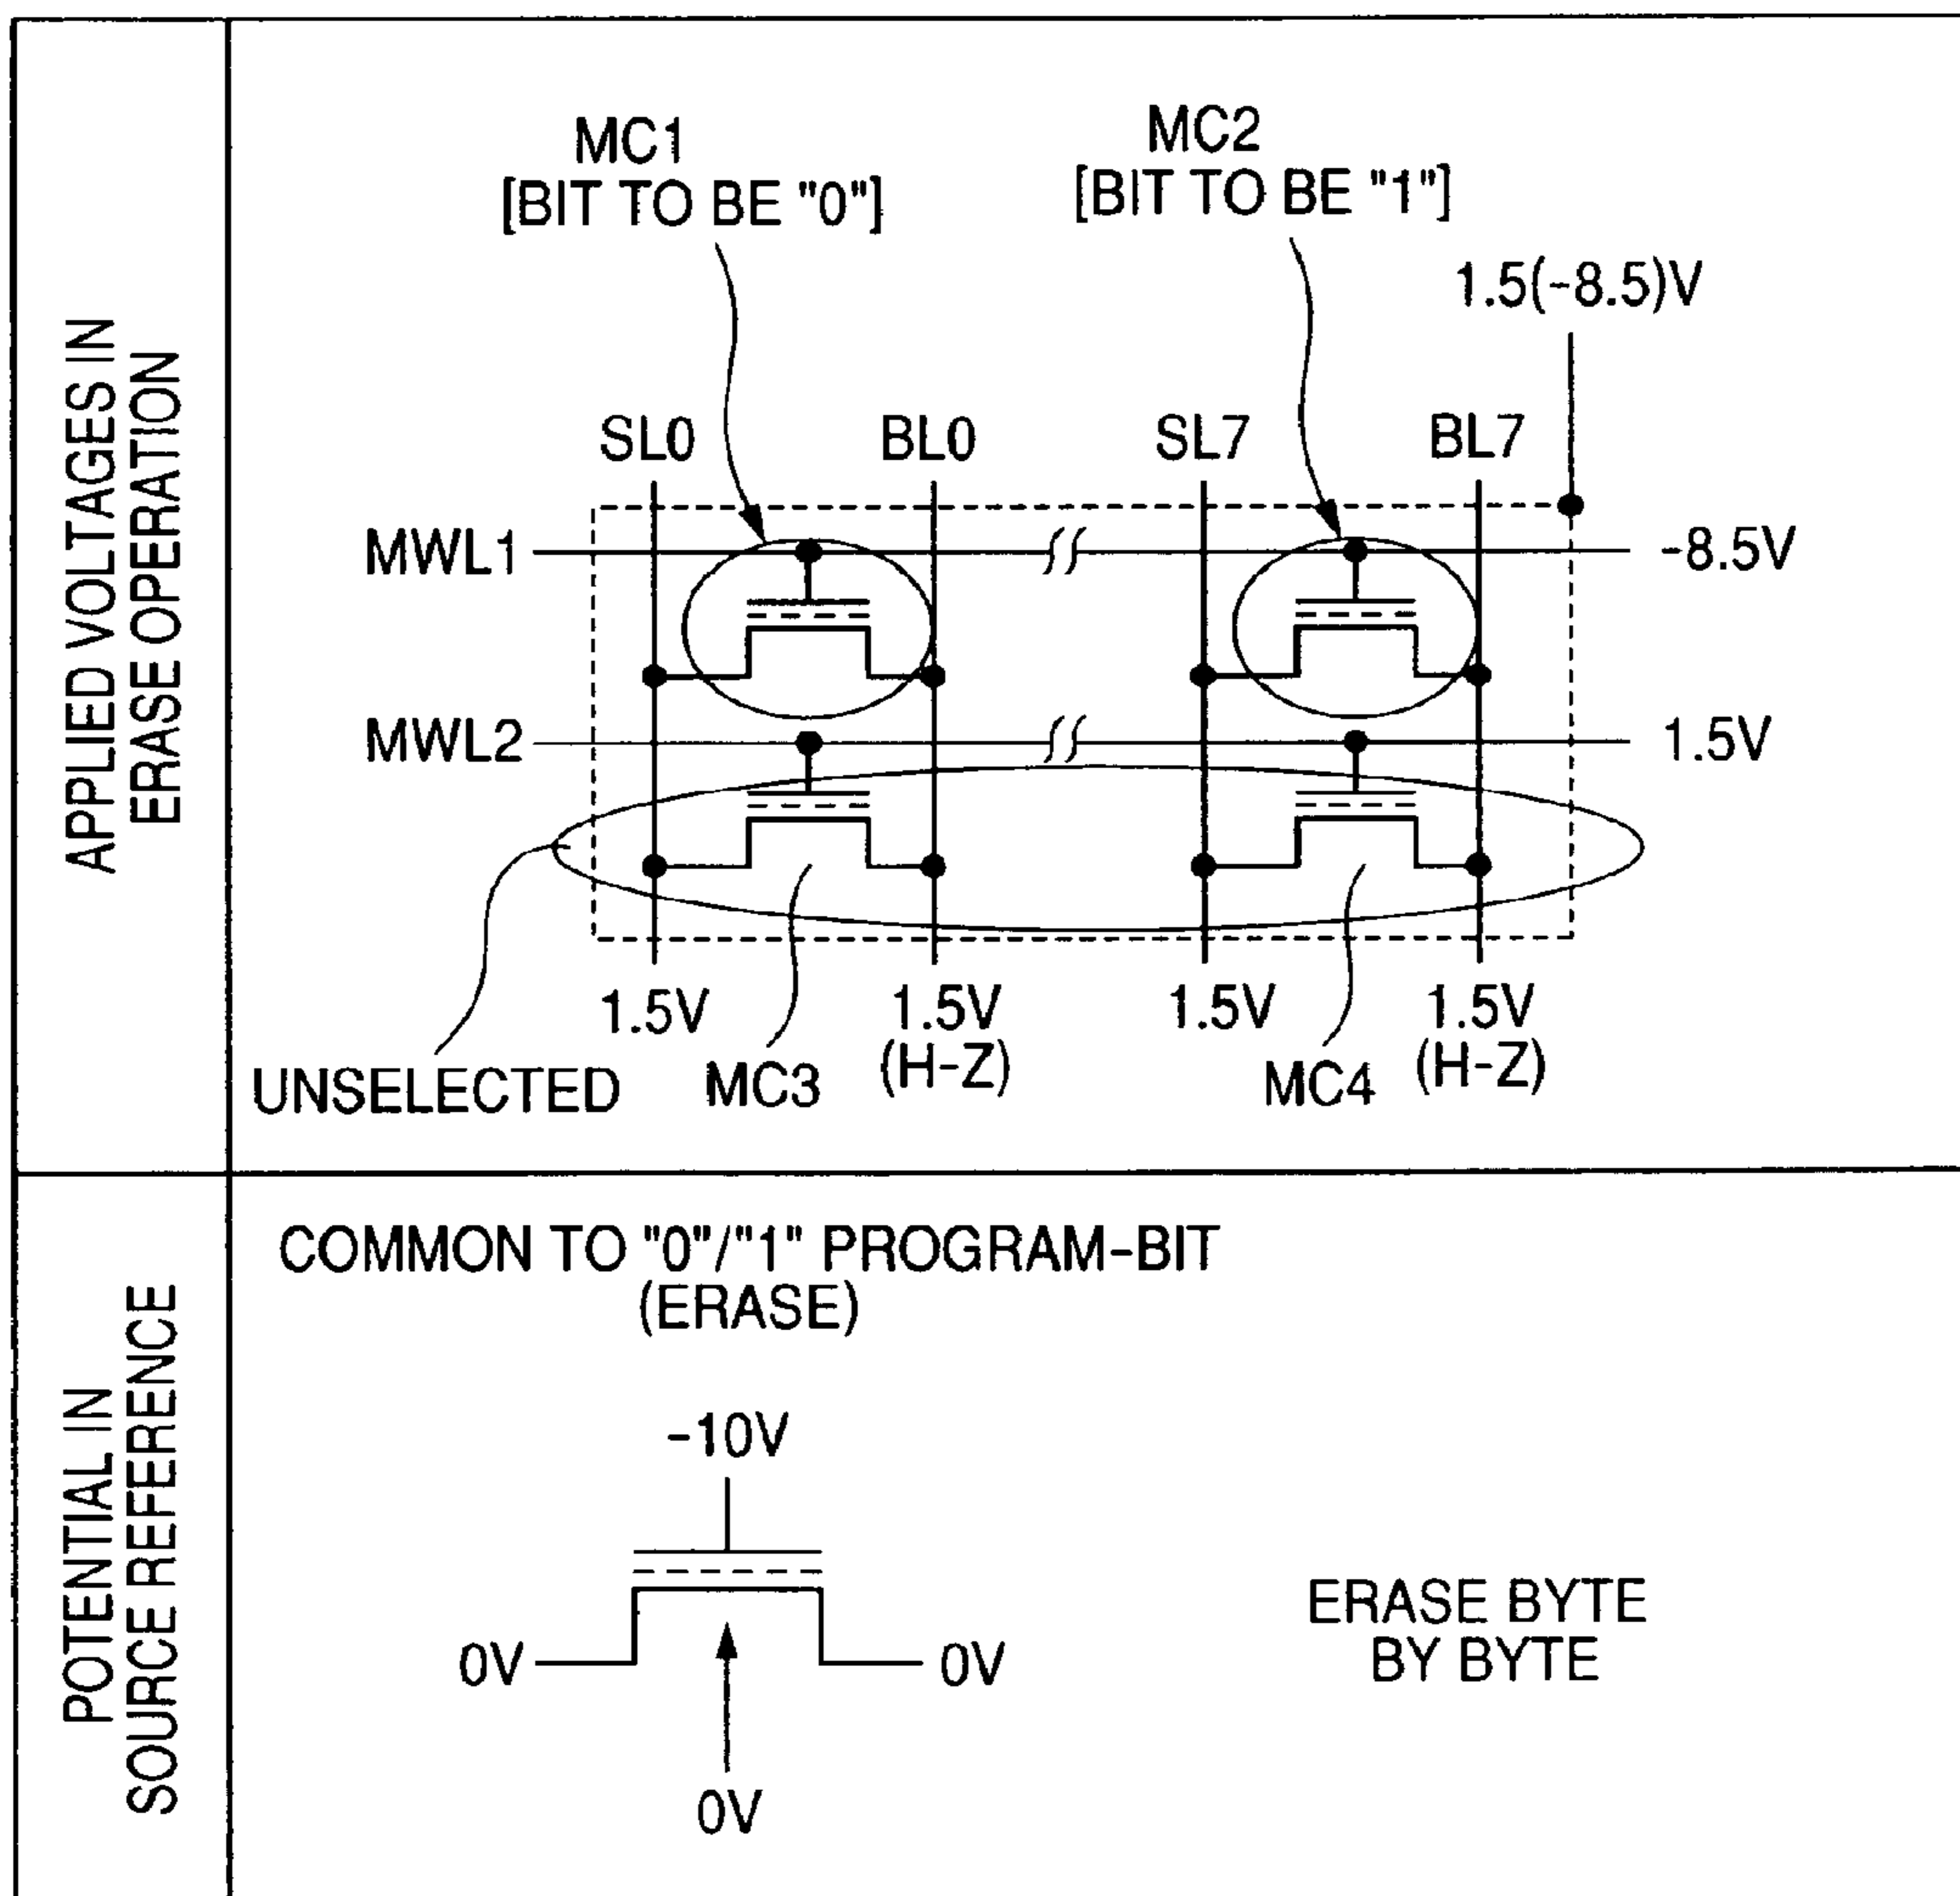 APPLIED VOLTAGES IN
ERASE OPERATION
MC1
[BIT TO BE "0"]
MC2
[BIT TO BE "1"]
1.5(-8.5)V
SL0
BL0
SL7
BL7
MWL1
-8.5V
MWL2
1.5V
1.5V
1.5V
(H-Z)
1.5V
1.5V
(H-Z)
UNSELECTED
MC3
MC4
POTENTIAL IN
SOURCE REFERENCE
COMMON TO "0"/"1" PROGRAM-BIT
(ERASE)
-10V
0V
0V
0V
ERASE BYTE
BY BYTE